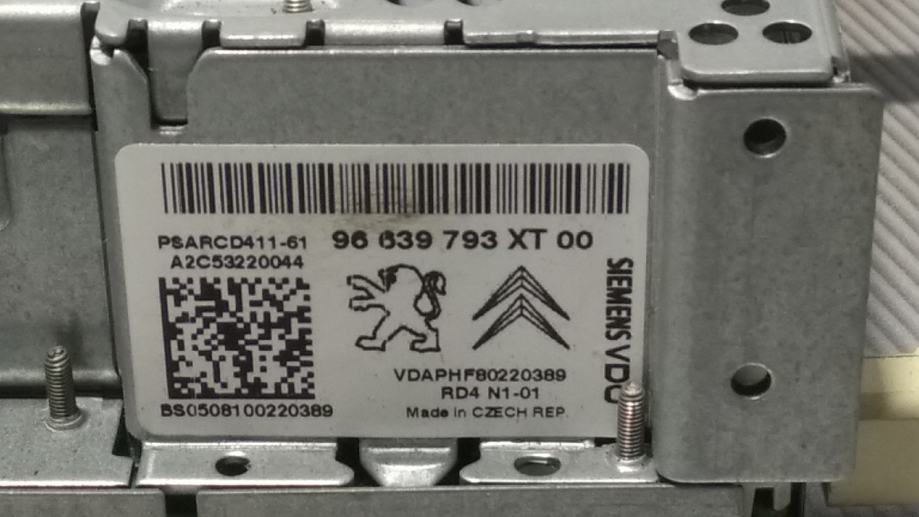 PSARCD411-61 96 639 793 XT 00
A2C53220044
SIEMENS VDO
VDAPHF80220389
RD4 N1-01
BS0508100220389
Made in CZECH REP.